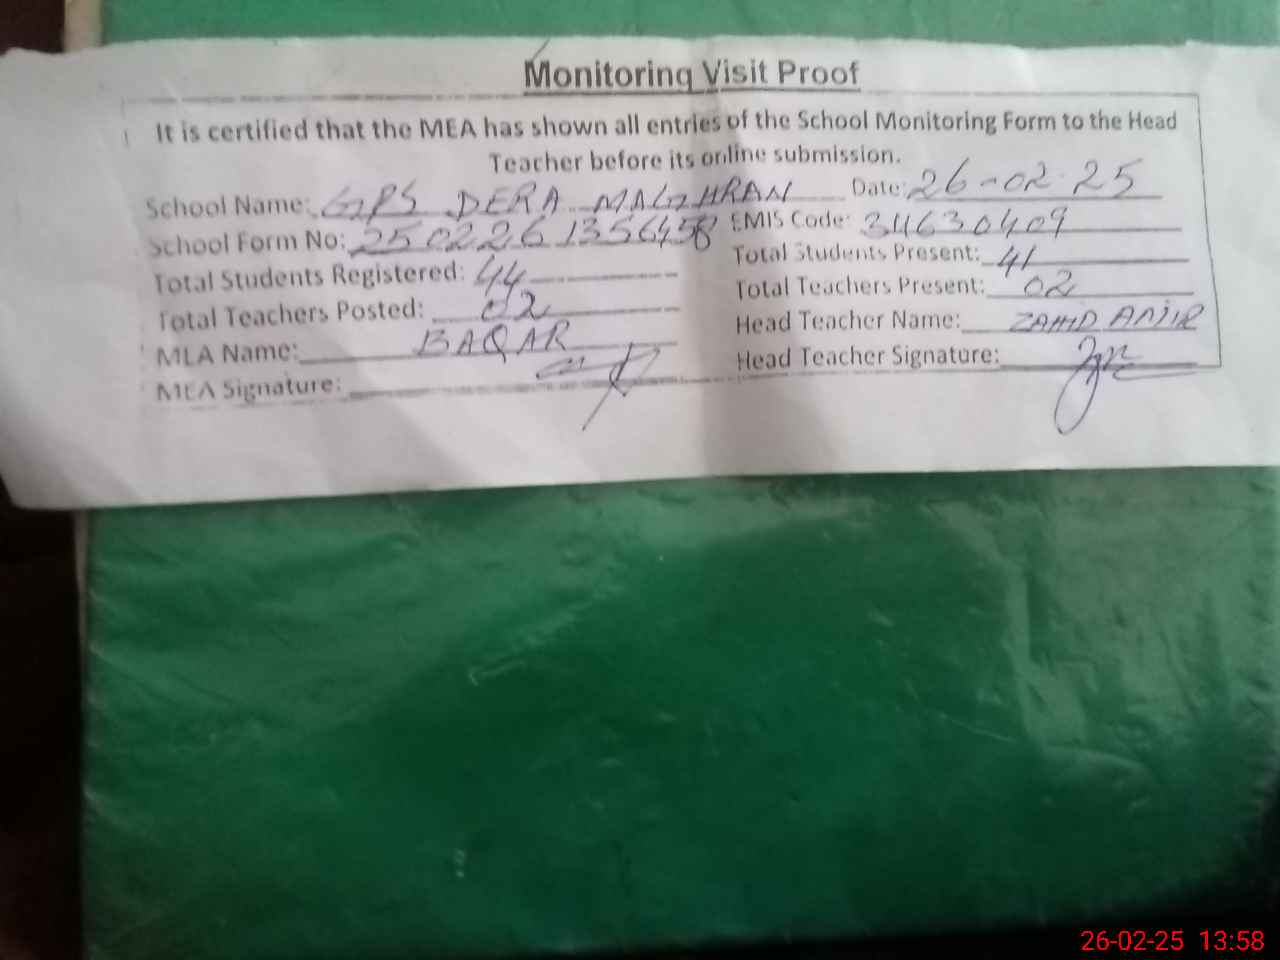 Monitoring Visit Proof
It is certified that the MEA has shown all entries of the School Monitoring Form to the Head
Teacher before its online submission.
School Name: GPS DERA MAGHRAN Date: 26-02-25
School Form No: 250226135645 EMIS Code: 34630409
Total Students Registered: 44 Total Students Present: 41
Total Teachers Posted: 02 Total Teachers Present: 02
MEA Name: BAQAR Head Teacher Name: ZAHID
MEA Signature: Head Teacher Signature:
26-02-25 13:58